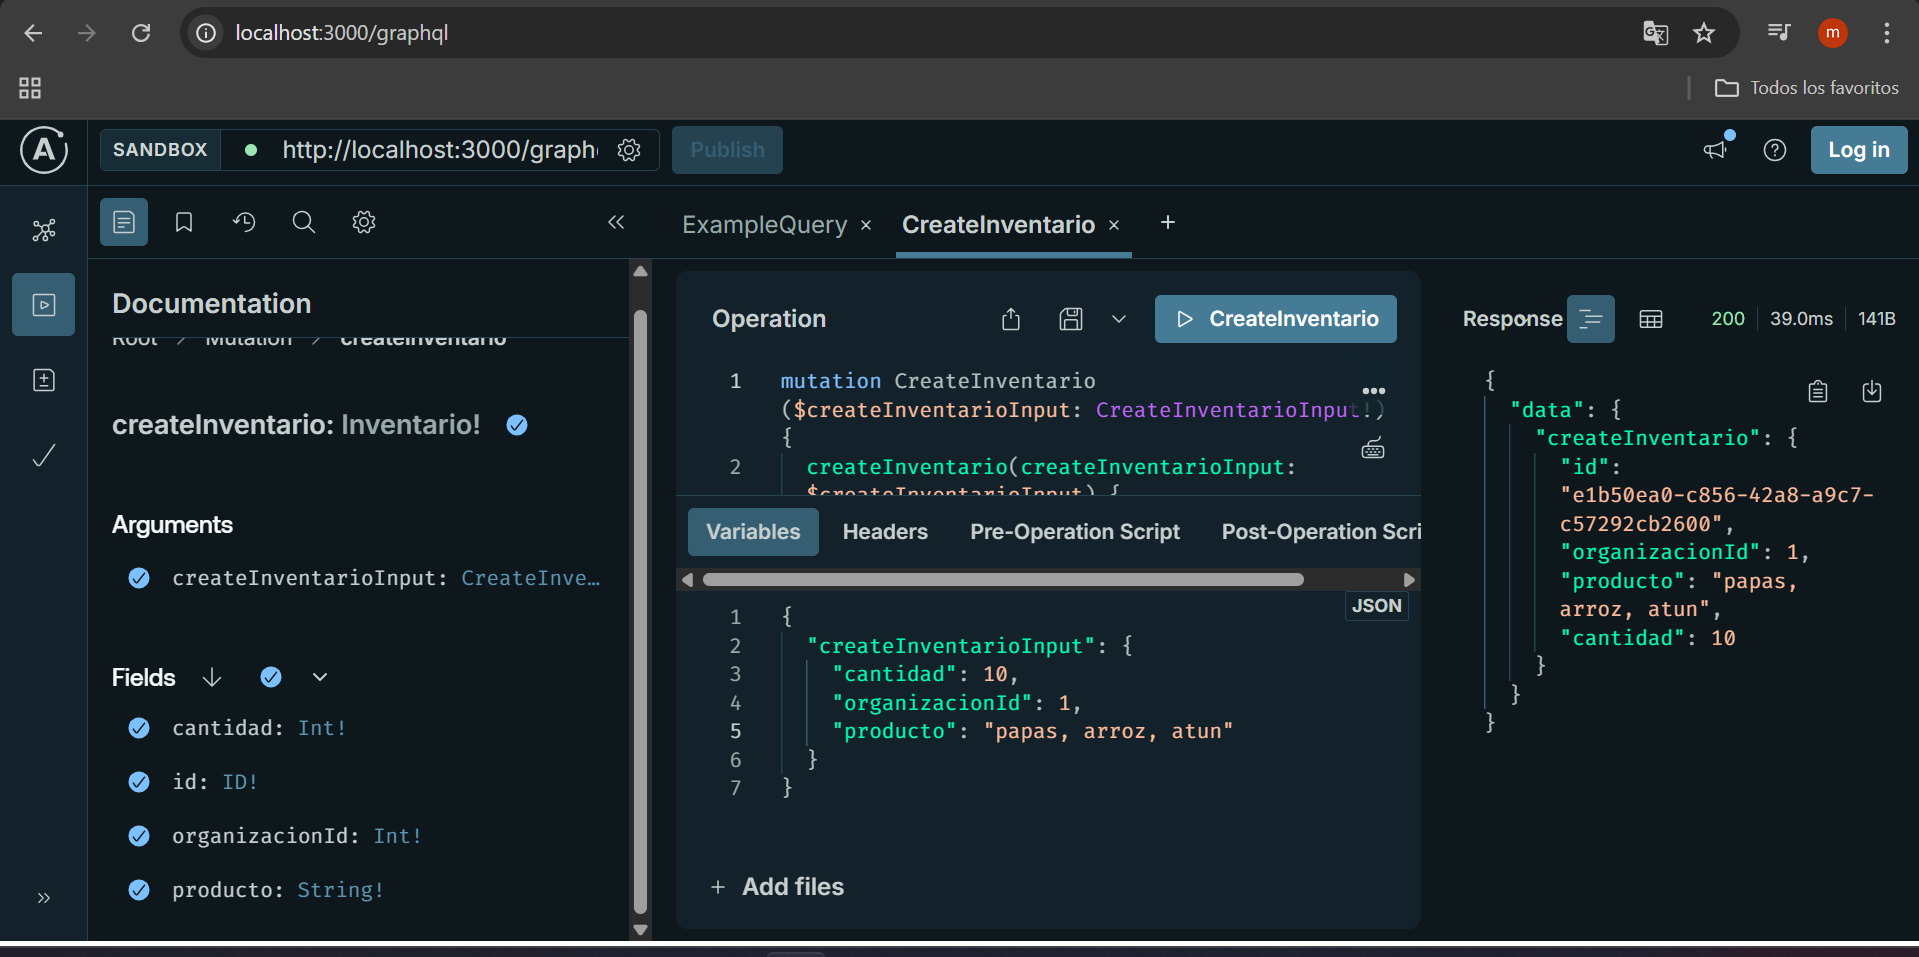 localhost:3000/graphql
m
Todos los favoritos
SANDBOX
http://localhost:3000/graph
Publish
Log in
ExampleQuery
CreateInventario
Documentation
Root
Mutation
createInventario
createInventario: Inventario!
Arguments
createInventarioInput: CreateInve…
Fields
cantidad: Int!
id: ID!
organizacionId: Int!
producto: String!
Operation
CreateInventario
1 mutation CreateInventario
($createInventarioInput: CreateInventarioInput!)
{
2 createInventario(createInventarioInput:
$createInventarioInput) {
Variables
Headers
Pre-Operation Script
Post-Operation Scri
JSON
1 {
2 "createInventarioInput": {
3 "cantidad": 10,
4 "organizacionId": 1,
5 "producto": "papas, arroz, atun"
6 }
7 }
+ Add files
Response
200
39.0ms
141B
{
"data": {
"createInventario": {
"id":
"e1b50ea0-c856-42a8-a9c7-
c57292cb2600",
"organizacionId": 1,
"producto": "papas,
arroz, atun",
"cantidad": 10
}
}
}